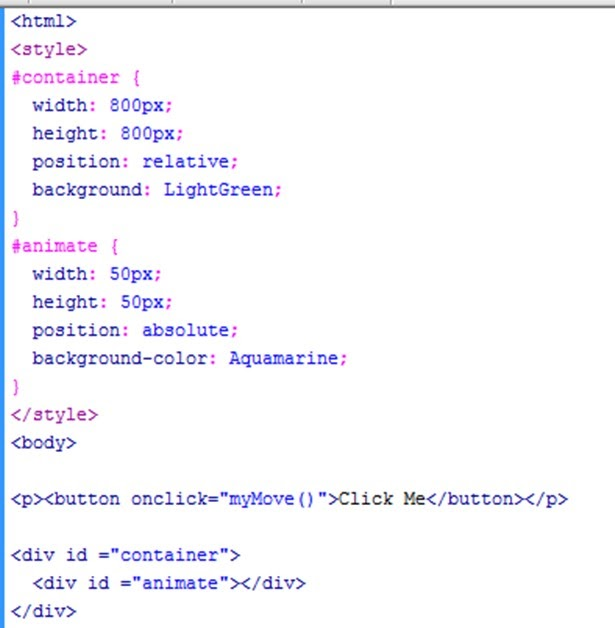 <html>
<style>
#container {
  width: 800px;
  height: 800px;
  position: relative;
  background: LightGreen;
}
#animate {
  width: 50px;
  height: 50px;
  position: absolute;
  background-color: Aquamarine;
}
</style>
<body>
<p><button onclick="myMove()">Click Me</button></p>
<div id ="container">
  <div id ="animate"></div>
</div>